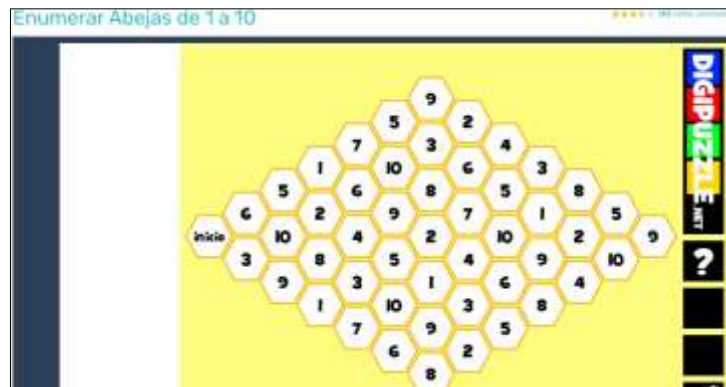 Enumerar Abejas de 1 a 10
9
5 2
7 3 4
1 10 6 3
5 6 8 5 8
6 2 9 7 1 5
inicio 10 4 2 10 2 9
3 8 5 4 9 10
9 3 1 6 4
1 10 3 8
7 9 5
6 2
8
DIGIPUZZLE.NET
?